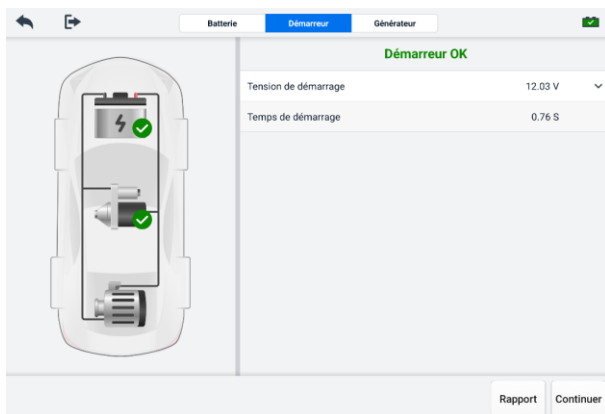 Batterie Démarreur Générateur
Démarreur OK
Tension de démarrage 12.03 V
Temps de démarrage 0.76 S
Rapport Continuer